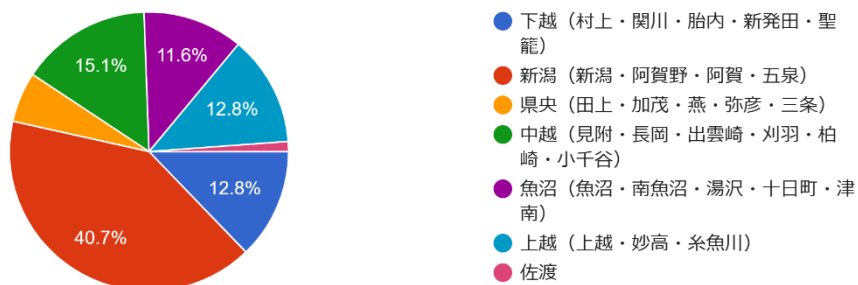 15.1%
11.6%
12.8%
12.8%
40.7%
下越（村上・関川・胎内・新発田・聖
籠）
新潟（新潟・阿賀野・阿賀・五泉）
県央（田上・加茂・燕・弥彦・三条）
中越（見附・長岡・出雲崎・刈羽・柏
崎・小千谷）
魚沼（魚沼・南魚沼・湯沢・十日町・津
南）
上越（上越・妙高・糸魚川）
佐渡